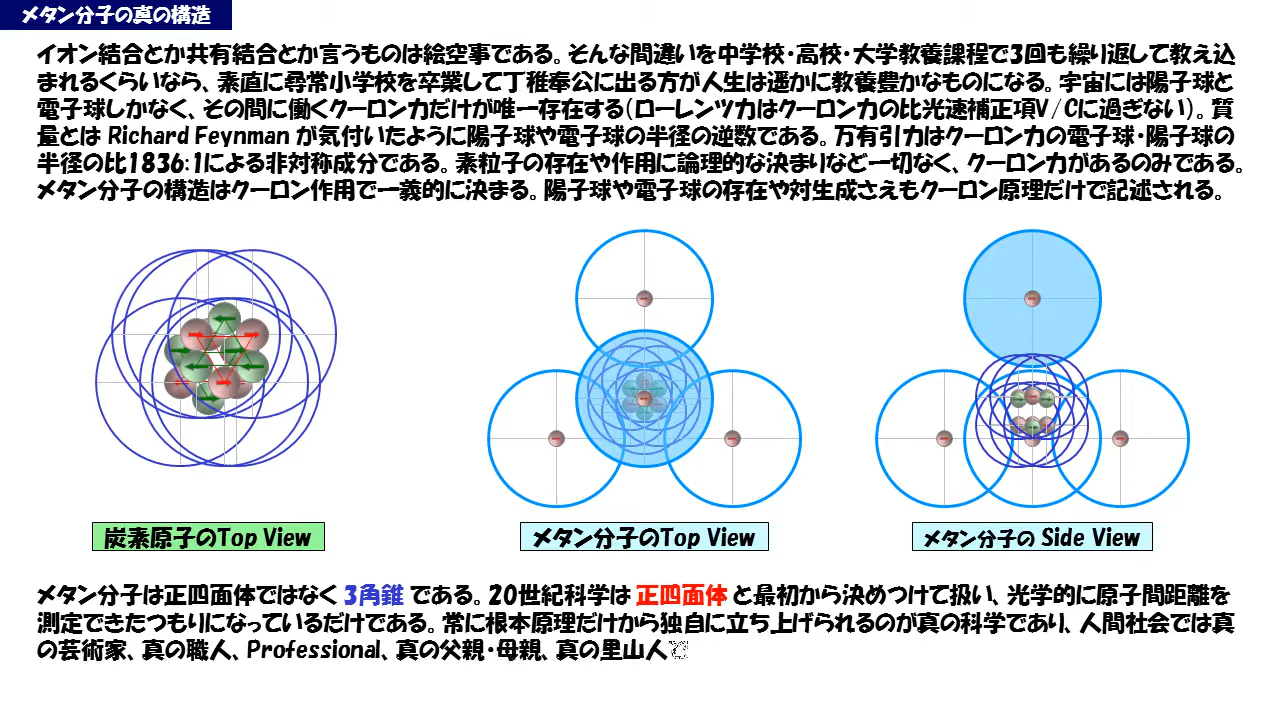 メタン分子の真の構造
イオン結合とか共有結合とか言うものは絵空事である。そんな間違いを中学校・高校・大学教養課程で3回も繰り返して教え込
まれるくらいなら、素直に尋常小学校を卒業して丁稚奉公に出る方が人生は遥かに教養豊かなものになる。宇宙には陽子球と
電子球しかなく、その間に働くクーロン力だけが唯一存在する(ローレンツ力はクーロン力の比光速補正項V/Cに過ぎない)。質
量とは Richard Feynman が気付いたように陽子球や電子球の半径の逆数である。万有引力はクーロン力の電子球・陽子球の
半径の比1836:1による非対称成分である。素粒子の存在や作用に論理的な決まりなど一切なく、クーロン力があるのみである。
メタン分子の構造はクーロン作用で一義的に決まる。陽子球や電子球の存在や対生成さえもクーロン原理だけで記述される。
炭素原子のTop View
メタン分子のTop View
メタン分子の Side View
メタン分子は正四面体ではなく 3角錐 である。20世紀科学は 正四面体 と最初から決めつけて扱い、光学的に原子間距離を
測定できたつもりになっているだけである。常に根本原理だけから独自に立ち上げられるのが真の科学であり、人間社会では真
の芸術家、真の職人、Professional、真の父親・母親、真の里山人で